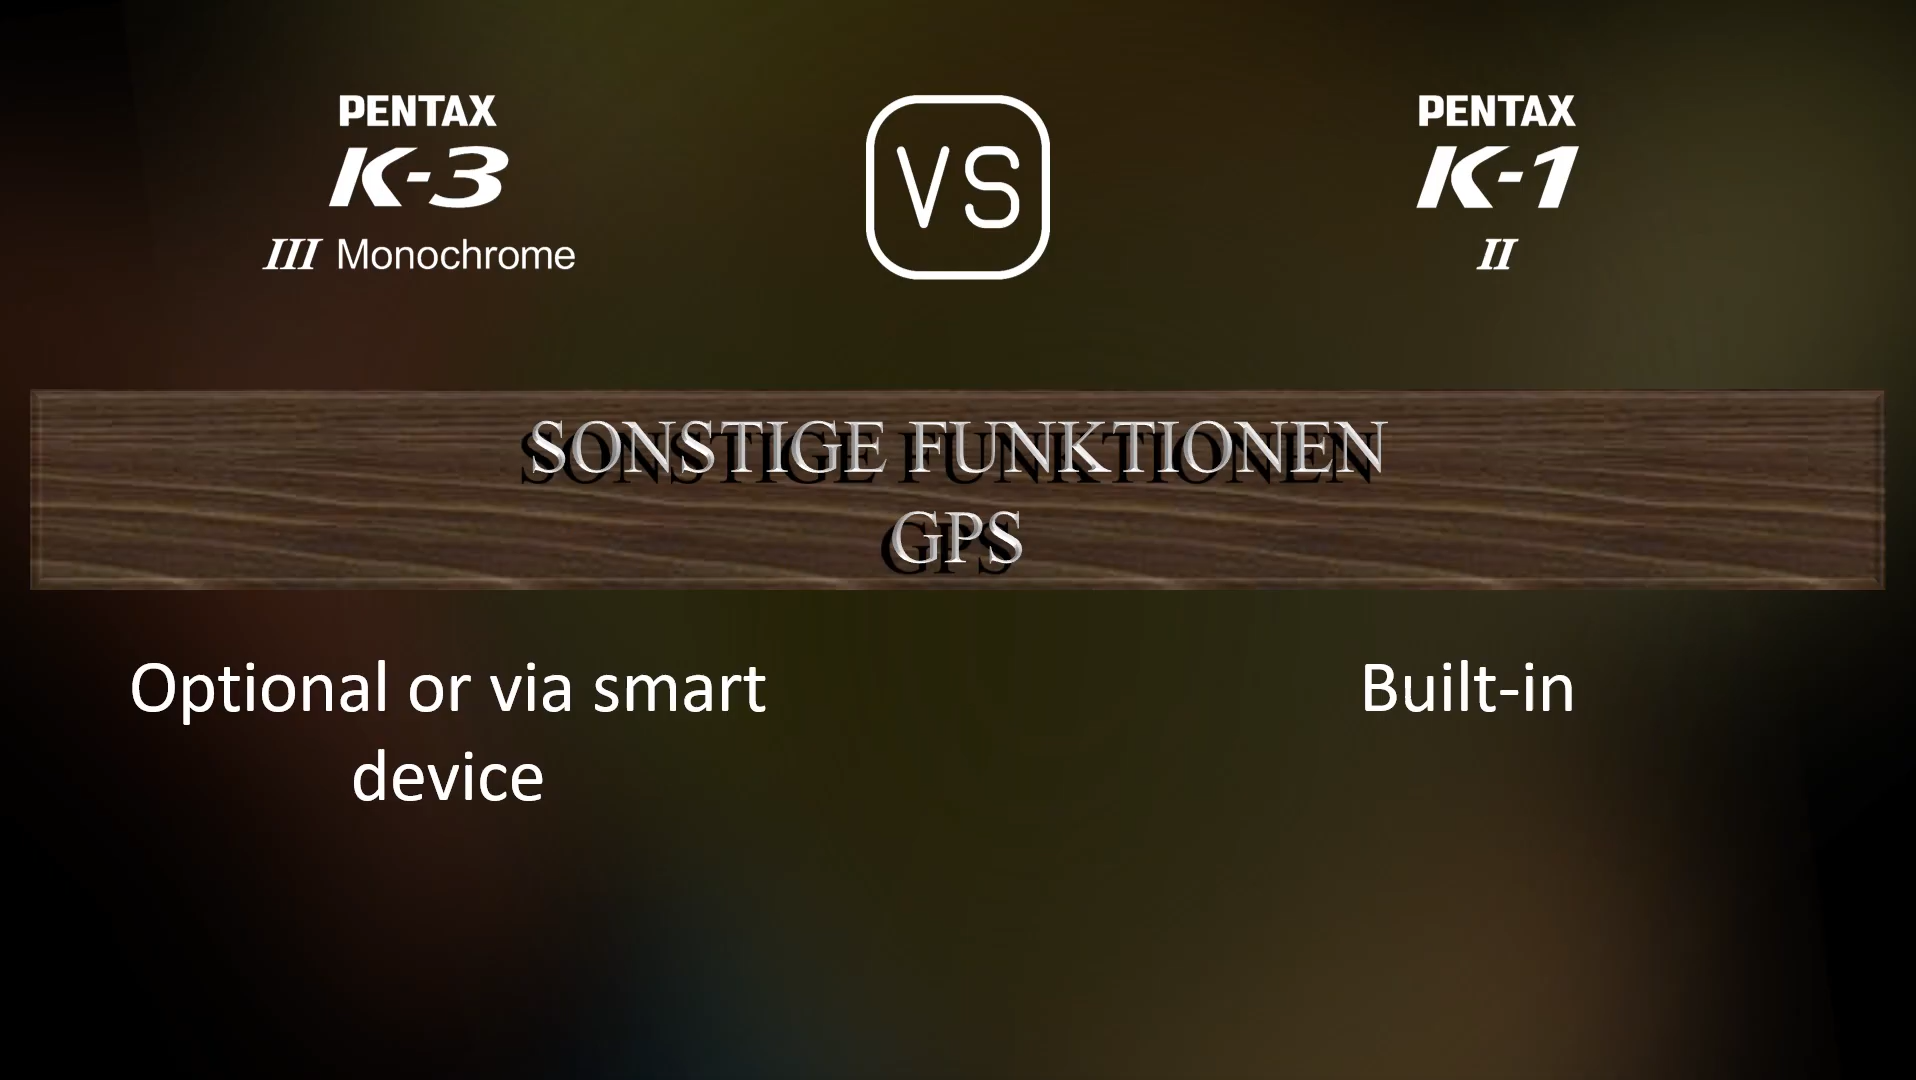 PENTAX
K-3
III Monochrome
VS
PENTAX
K-1
II
SONSTIGE FUNKTIONEN
GPS
Optional or via smart
device
Built-in